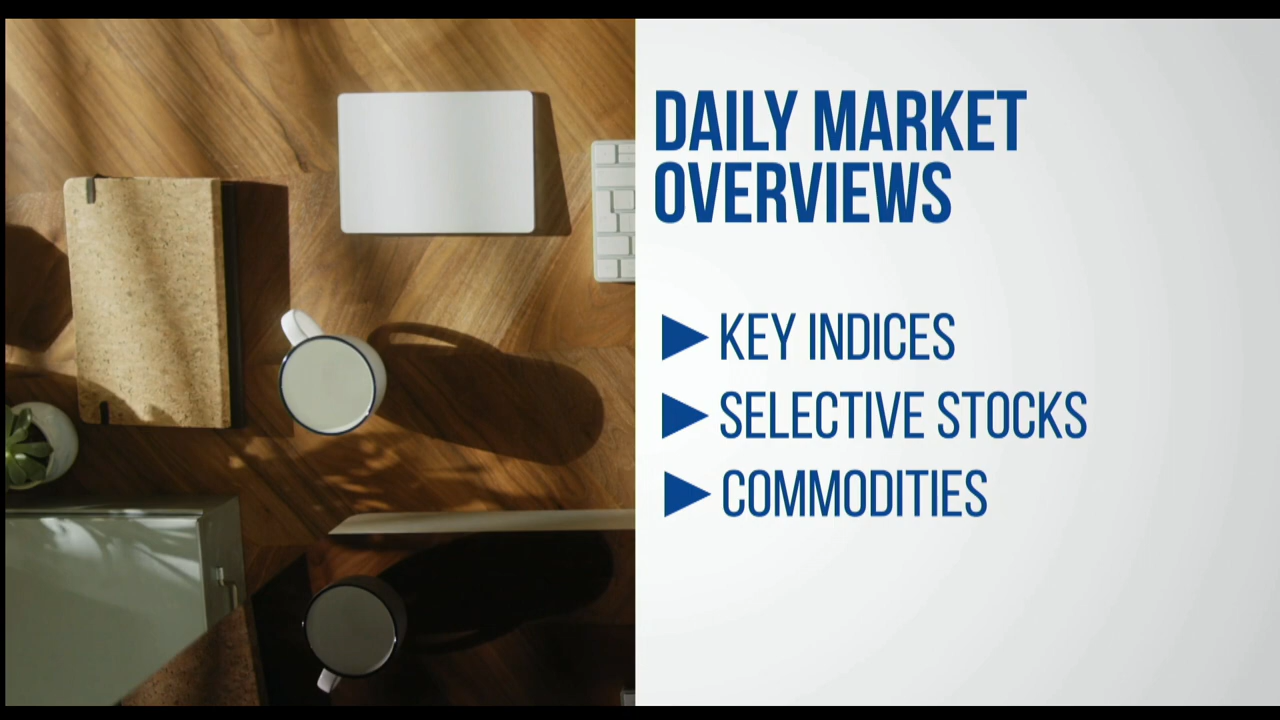 DAILY MARKET
OVERVIEWS
KEY INDICES
SELECTIVE STOCKS
COMMODITIES